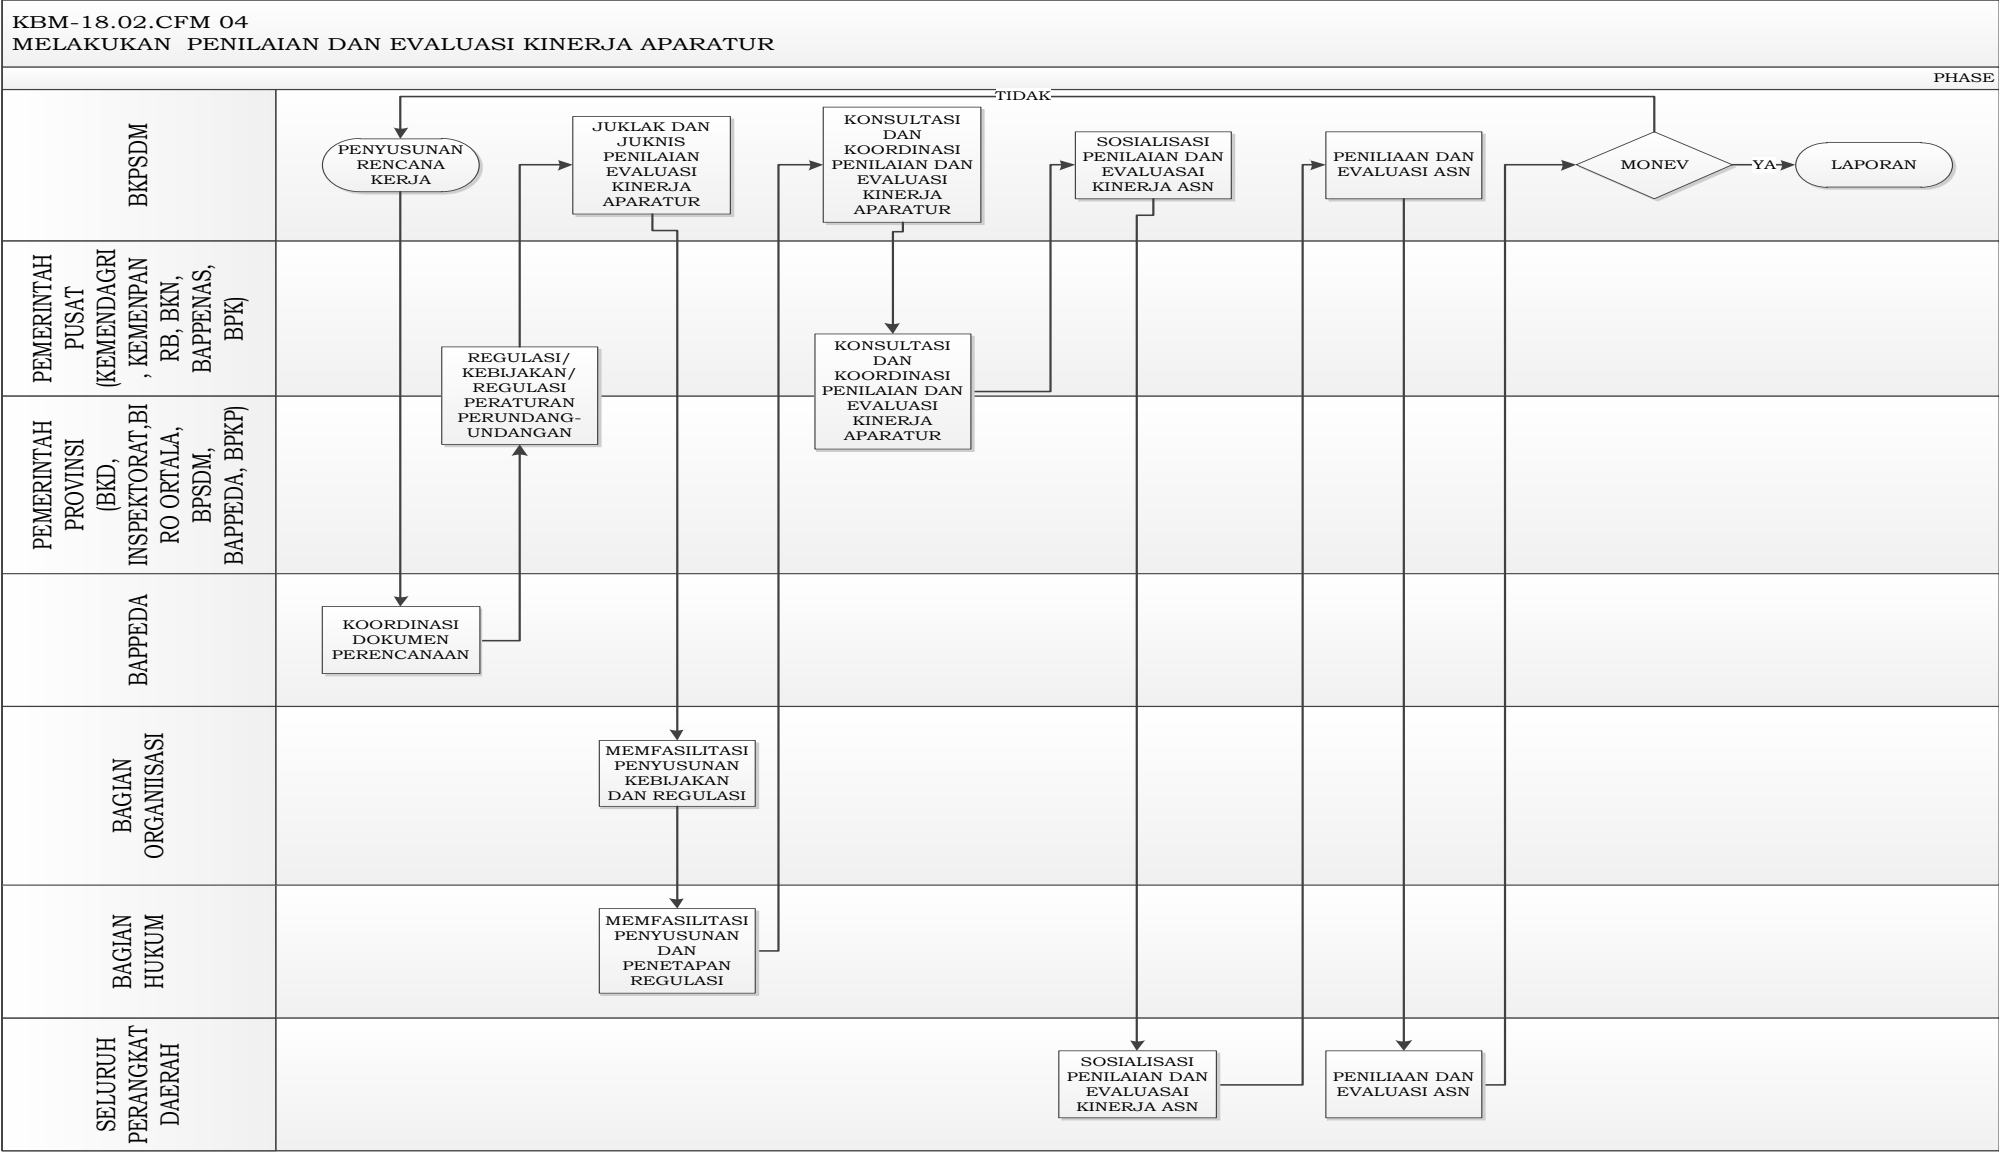 KBM-18.02.CFM 04
MELAKUKAN PENILAIAN DAN EVALUASI KINERJA APARATUR
PHASE
BKPSDM
TIDAK
PENYUSUNAN
RENCANA
KERJA
JUKLAK DAN
JUKNIS
PENILAIAN
EVALUASI
KINERJA
APARATUR
KONSULTASI
DAN
KOORDINASI
PENILAIAN DAN
EVALUASI
KINERJA
APARATUR
SOSIALISASI
PENILAIAN DAN
EVALUASAI
KINERJA ASN
PENILIAAN DAN
EVALUASI ASN
MONEV
YA
LAPORAN
PEMERINTAH
PUSAT
(KEMENDAGRI
, KEMENPAN
RB, BKN,
BAPPENAS,
BPK)
REGULASI/
KEBIJAKAN/
REGULASI
PERATURAN
PERUNDANG-
UNDANGAN
KONSULTASI
DAN
KOORDINASI
PENILAIAN DAN
EVALUASI
KINERJA
APARATUR
PEMERINTAH
PROVINSI
(BKD,
INSPEKTORAT,BI
RO ORTALA,
BPSDM,
BAPPEDA, BPKP)
BAPPEDA
KOORDINASI
DOKUMEN
PERENCANAAN
BAGIAN
ORGANIISASI
MEMFASILITASI
PENYUSUNAN
KEBIJAKAN
DAN REGULASI
BAGIAN
HUKUM
MEMFASILITASI
PENYUSUNAN
DAN
PENETAPAN
REGULASI
SELURUH
PERANGKAT
DAERAH
SOSIALISASI
PENILAIAN DAN
EVALUASAI
KINERJA ASN
PENILIAAN DAN
EVALUASI ASN